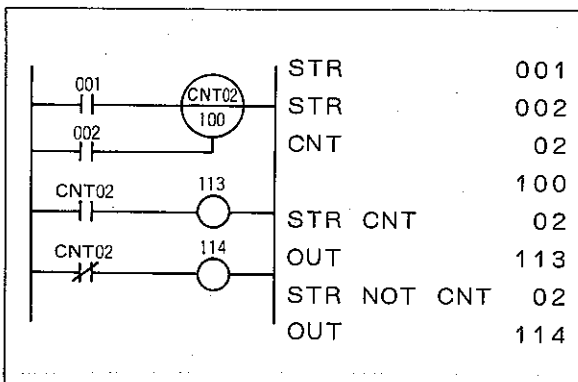 001
CNT02
100
002
CNT02
113
CNT02
114
STR 001
STR 002
CNT 02
100
STR CNT 02
OUT 113
STR NOT CNT 02
OUT 114